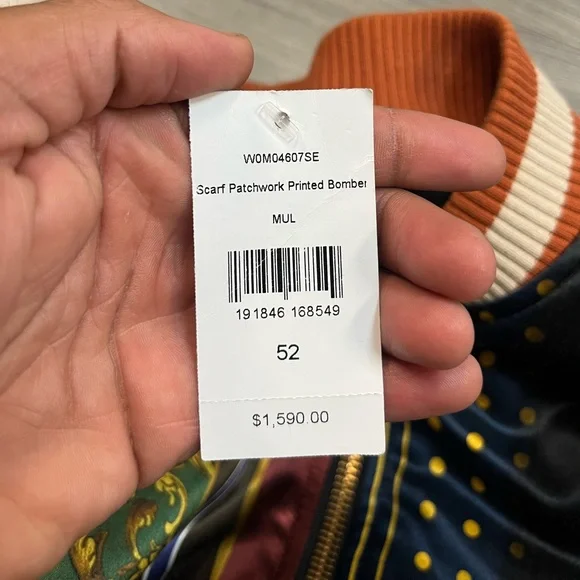 W0M04607SE
Scarf Patchwork Printed Bomber
MUL
191846 168549
52
$1,590.00